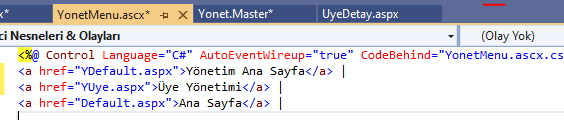 x* YonetMenu.ascx* Yonet.Master* UyeDetay.aspx
ci Nesneleri & Olayları (Olay Yok)
<%@ Control Language="C#" AutoEventWireup="true" CodeBehind="YonetMenu.ascx.cs
<a href="YDefault.aspx">Yönetim Ana Sayfa</a> |
<a href="YUye.aspx">Üye Yönetimi</a> |
<a href="Default.aspx">Ana Sayfa</a> |